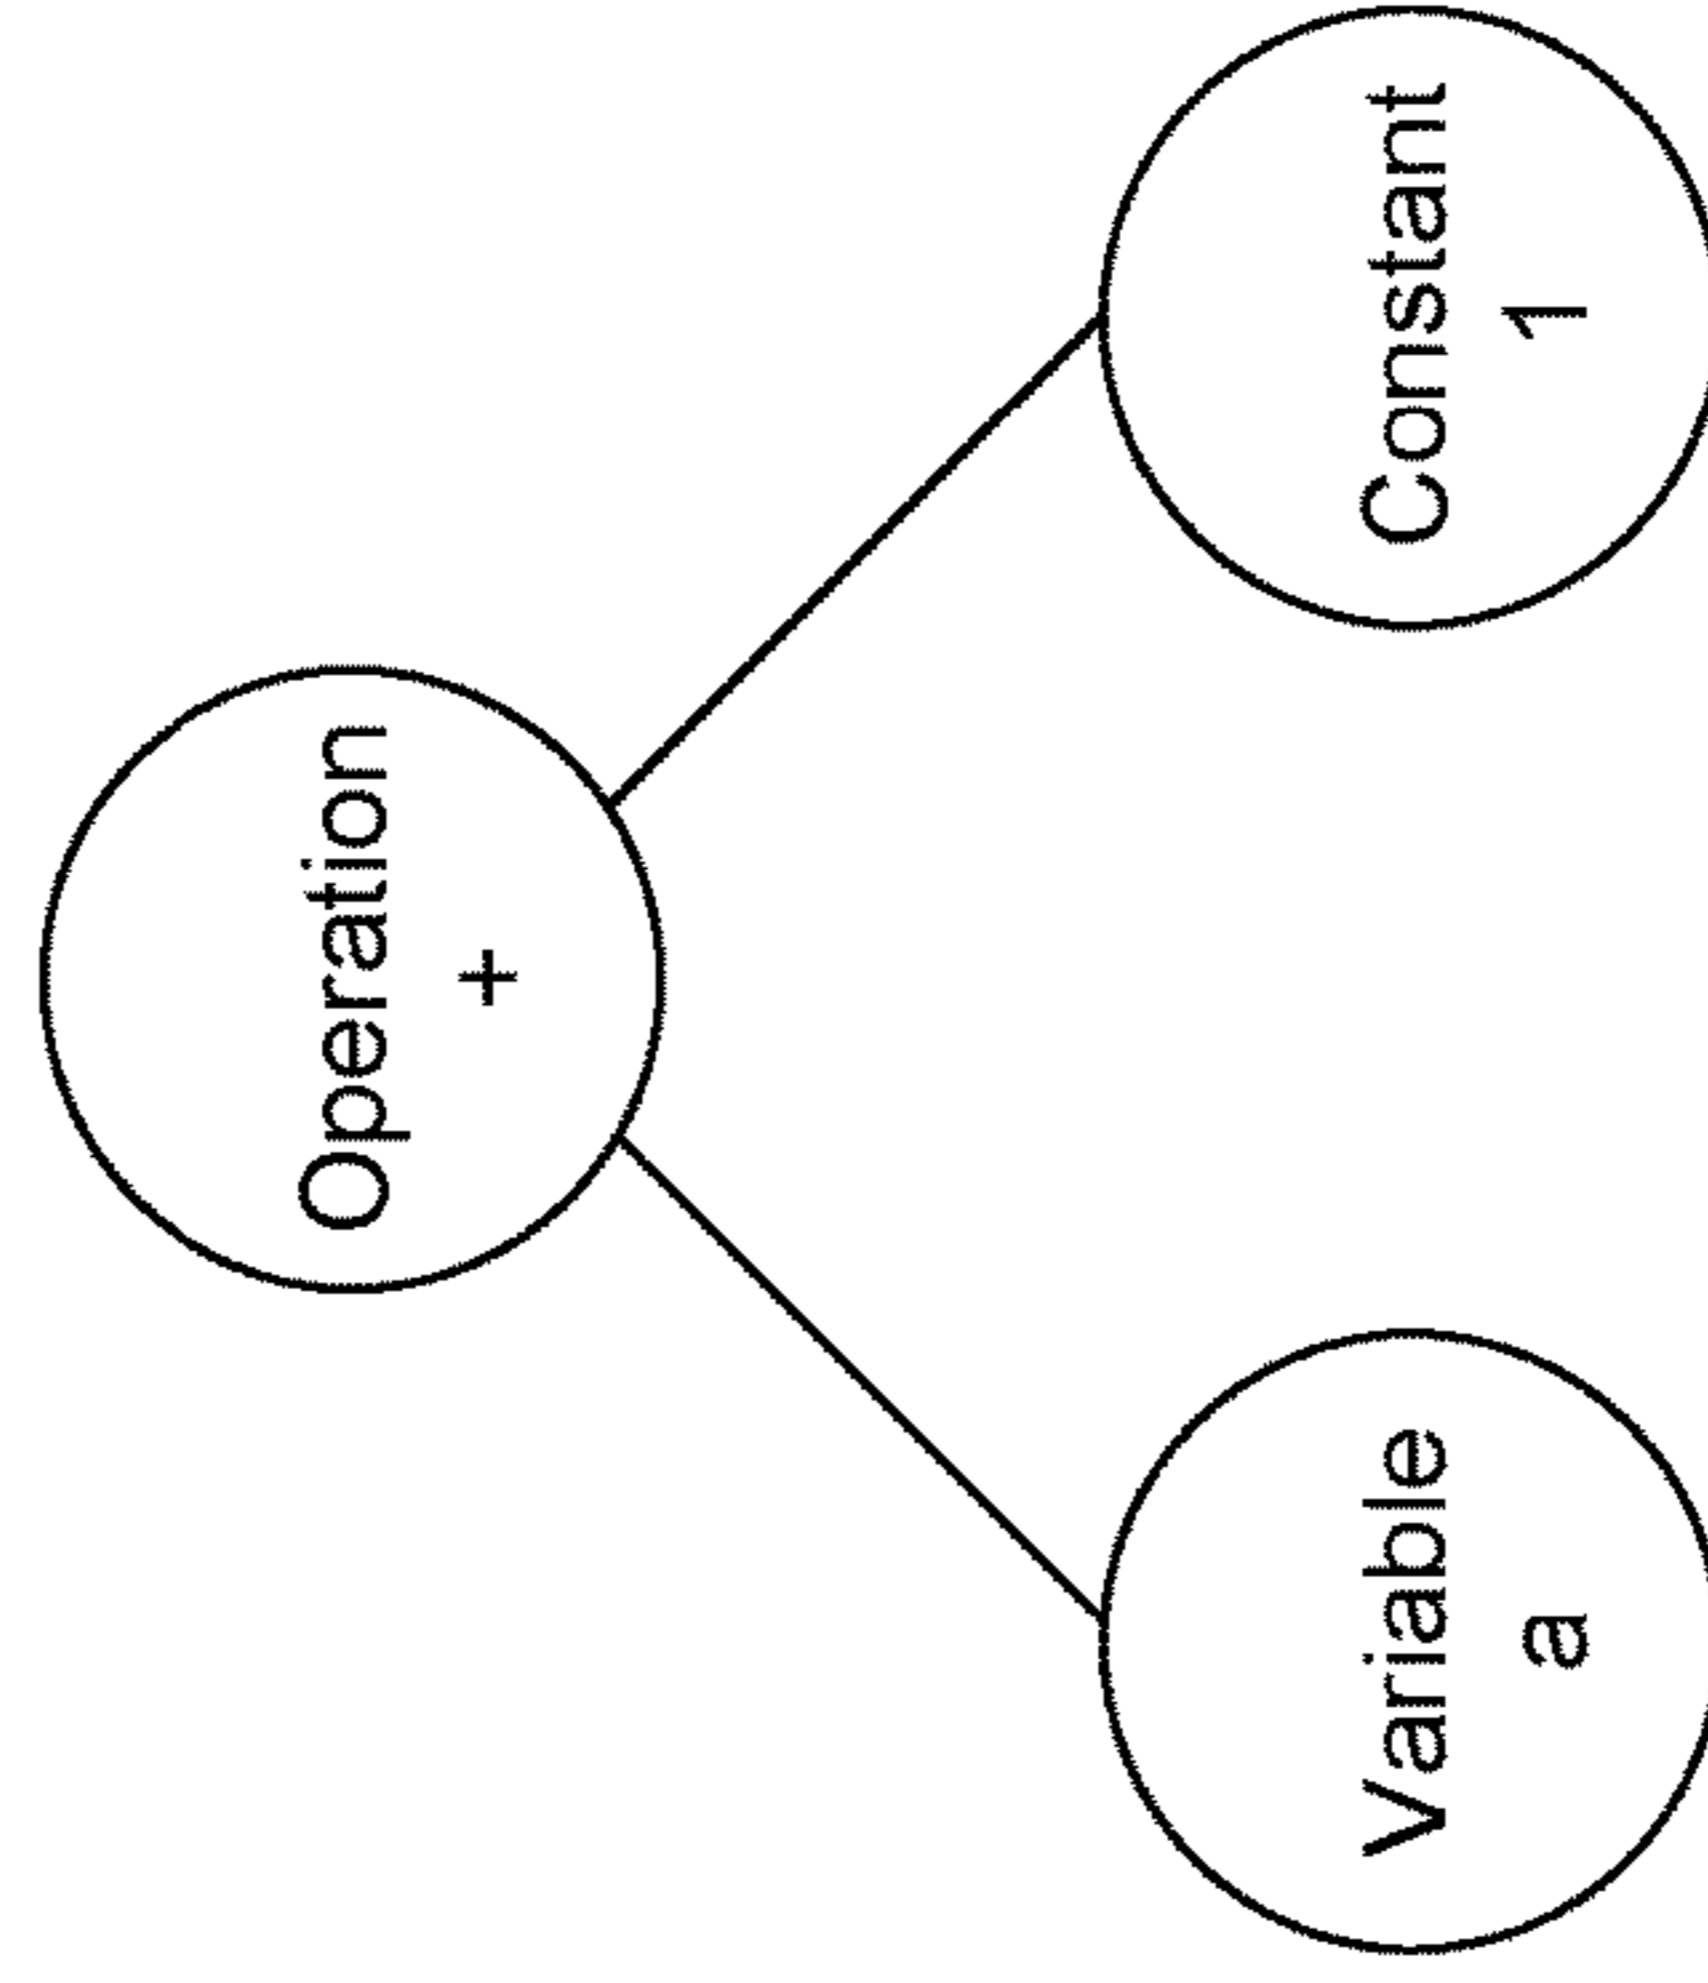 Operation
+
Variable
a
Constant
1